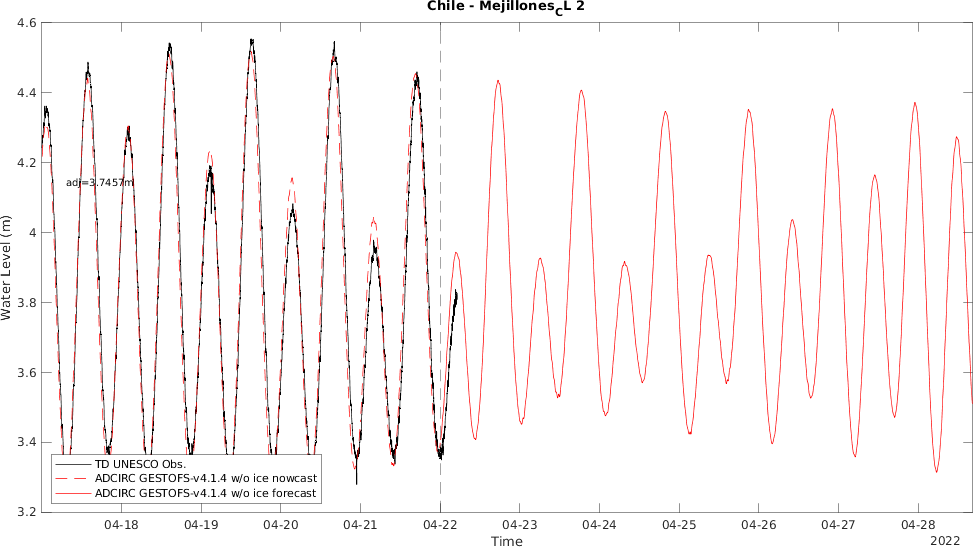 Chile - Mejillones_CL 2
4.6
4.4
4.2
4
3.8
3.6
3.4
3.2
Water Level (m)
adj=3.7457m
TD UNESCO Obs.
ADCIRC GESTOFS-v4.1.4 w/o ice nowcast
ADCIRC GESTOFS-v4.1.4 w/o ice forecast
04-18 04-19 04-20 04-21 04-22 04-23 04-24 04-25 04-26 04-27 04-28
Time
2022